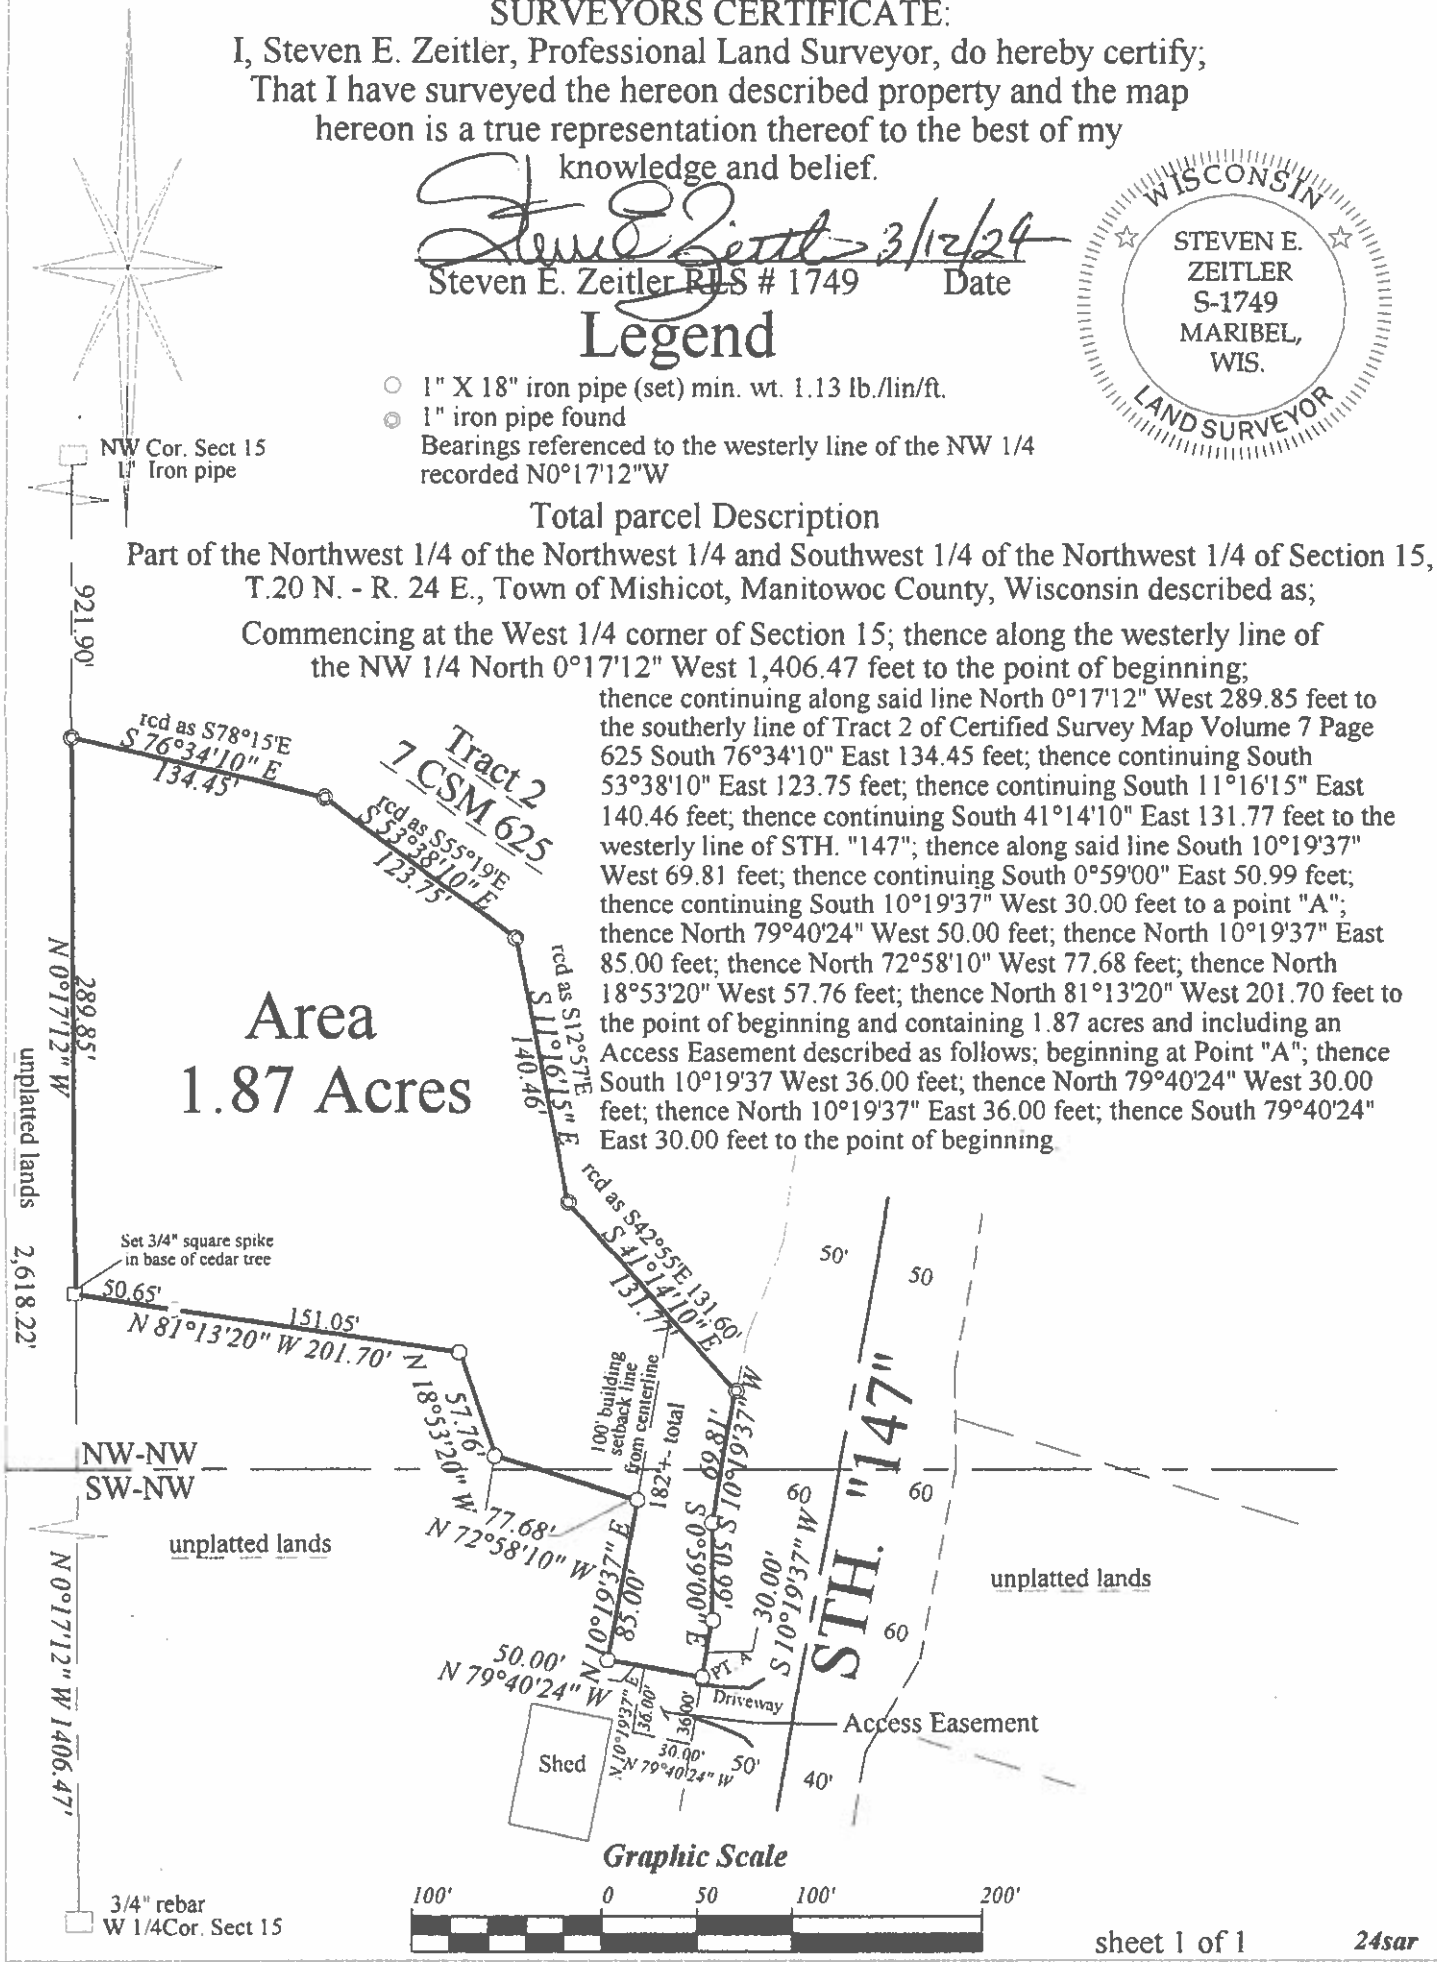 SURVEYORS CERTIFICATE:
I, Steven E. Zeitler, Professional Land Surveyor, do hereby certify;
That I have surveyed the hereon described property and the map
hereon is a true representation thereof to the best of my
knowledge and belief.
3/12/24
Steven E. Zeitler RLS # 1749 Date
WISCONSIN
STEVEN E.
ZEITLER
S-1749
MARIBEL,
WIS.
LAND SURVEYOR
Legend
1" X 18" iron pipe (set) min. wt. 1.13 lb./lin/ft.
1" iron pipe found
Bearings referenced to the westerly line of the NW 1/4
recorded N0°17'12"W
NW Cor. Sect 15
1" Iron pipe
Total parcel Description
Part of the Northwest 1/4 of the Northwest 1/4 and Southwest 1/4 of the Northwest 1/4 of Section 15,
T.20 N. - R. 24 E., Town of Mishicot, Manitowoc County, Wisconsin described as;
Commencing at the West 1/4 corner of Section 15; thence along the westerly line of
the NW 1/4 North 0°17'12" West 1,406.47 feet to the point of beginning;
thence continuing along said line North 0°17'12" West 289.85 feet to
the southerly line of Tract 2 of Certified Survey Map Volume 7 Page
625 South 76°34'10" East 134.45 feet; thence continuing South
53°38'10" East 123.75 feet; thence continuing South 11°16'15" East
140.46 feet; thence continuing South 41°14'10" East 131.77 feet to the
westerly line of STH. "147"; thence along said line South 10°19'37"
West 69.81 feet; thence continuing South 0°59'00" East 50.99 feet;
thence continuing South 10°19'37" West 30.00 feet to a point "A";
thence North 79°40'24" West 50.00 feet; thence North 10°19'37" East
85.00 feet; thence North 72°58'10" West 77.68 feet; thence North
18°53'20" West 57.76 feet; thence North 81°13'20" West 201.70 feet to
the point of beginning and containing 1.87 acres and including an
Access Easement described as follows; beginning at Point "A"; thence
South 10°19'37 West 36.00 feet; thence North 79°40'24" West 30.00
feet; thence North 10°19'37" East 36.00 feet; thence South 79°40'24"
East 30.00 feet to the point of beginning.
921.90'
rcd as S78°15'E
S 76°34'10" E
134.45'
Tract 2
7 CSM 625
rcd as S55°19'E
S 53°38'10" E
123.75'
N 0°17'12" W
289.85'
Area
1.87 Acres
rcd as S12°57'E
S 11°16'15" E
140.46'
unplatted lands
2,618.22'
Set 3/4" square spike
in base of cedar tree
50.65'
151.05'
N 81°13'20" W 201.70'
rcd as S42°55'E 131.60'
S 41°14'10" E
131.77'
50'
50
N 18°53'20" W
57.76'
100' building
setback line
from centerline
182'+- total
69.81'
S 10°19'37" W
STH. "147"
NW-NW
SW-NW
60
60
77.68'
N 72°58'10" W
unplatted lands
unplatted lands
N 10°19'37" E
85.00'
S 0°59'00" E
50.99'
30.00'
S 10°19'37" W
60
50.00'
N 79°40'24" W
PT. A
Driveway
N 10°19'37" E
36.00'
36.00'
Access Easement
30.00'
N 79°40'24" W
50'
40'
Shed
N 0°17'12" W 1406.47'
Graphic Scale
100' 0 50 100' 200'
3/4" rebar
W 1/4Cor. Sect 15
sheet 1 of 1
24sar